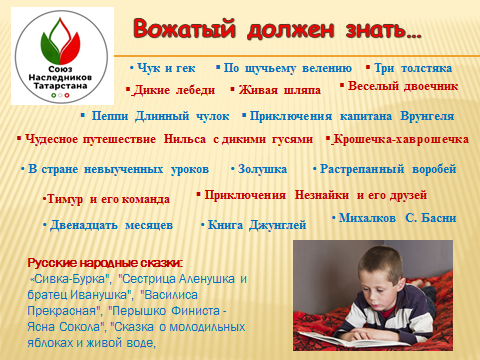 Союз
Наследников
Татарстана
Вожатый должен знать...
• Чук и гек ▪ По щучьему велению ▪ Три толстяка
▪ Дикие лебеди ▪ Живая шляпа ▪ Веселый двоечник
▪ Пеппи Длинный чулок ▪ Приключения капитана Врунгеля
▪ Чудесное путешествие Нильса с дикими гусями ▪ Крошечка-хаврошечка
• В стране невыученных уроков • Золушка • Растрепанный воробей
•Тимур и его команда ▪ Приключения Незнайки и его друзей
• Двенадцать месяцев • Книга Джунглей • Михалков С. Басни
Русские народные сказки:
«Сивка-Бурка", "Сестрица Аленушка и
братец Иванушка", "Василиса
Прекрасная", "Перышко Финиста -
Ясна Сокола", "Сказка о молодильных
яблоках и живой воде,